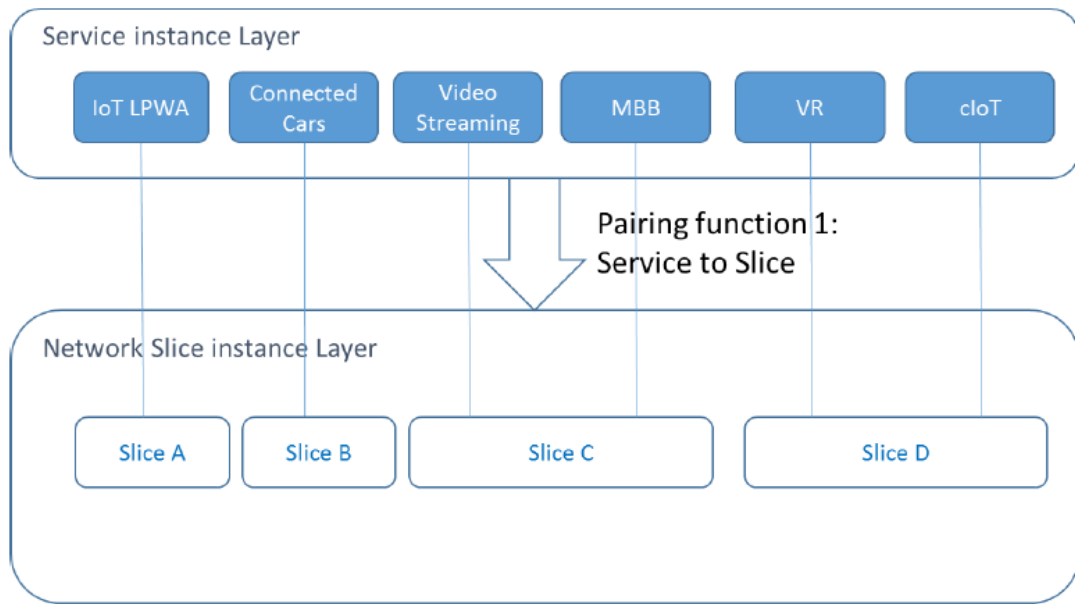 Service instance Layer
IoT LPWA
Connected
Cars
Video
Streaming
MBB
VR
cIoT
Pairing function 1:
Service to Slice
Network Slice instance Layer
Slice A
Slice B
Slice C
Slice D